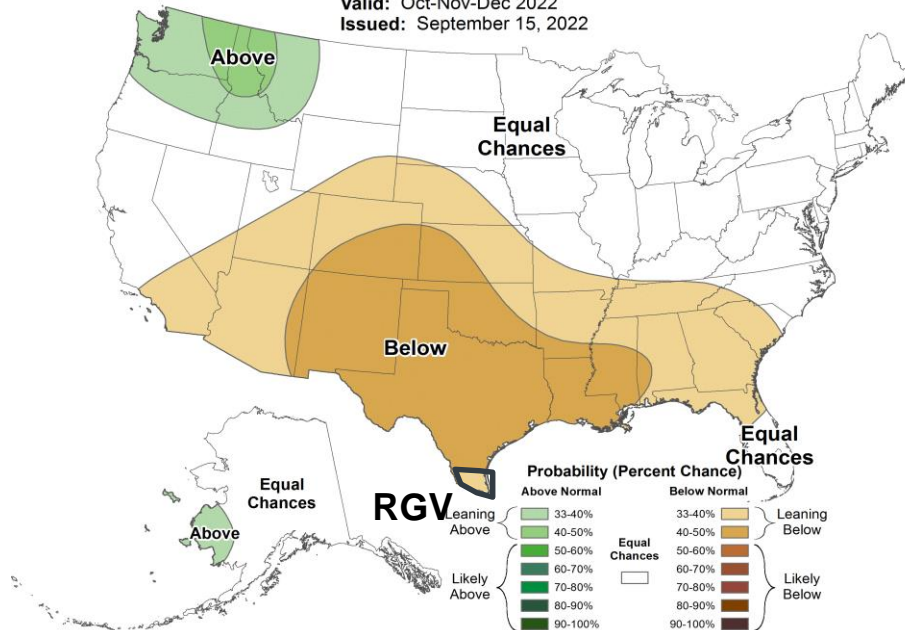 Valid: Oct-Nov-Dec 2022
Issued: September 15, 2022
Above
Equal
Chances
Below
Equal
Chances
Equal
Chances
Above
RGV
Probability (Percent Chance)
Above Normal
Below Normal
Leaning
Above
33-40%
40-50%
Likely
Above
50-60%
60-70%
70-80%
80-90%
90-100%
Equal
Chances
33-40%
40-50%
Leaning
Below
50-60%
60-70%
70-80%
80-90%
90-100%
Likely
Below